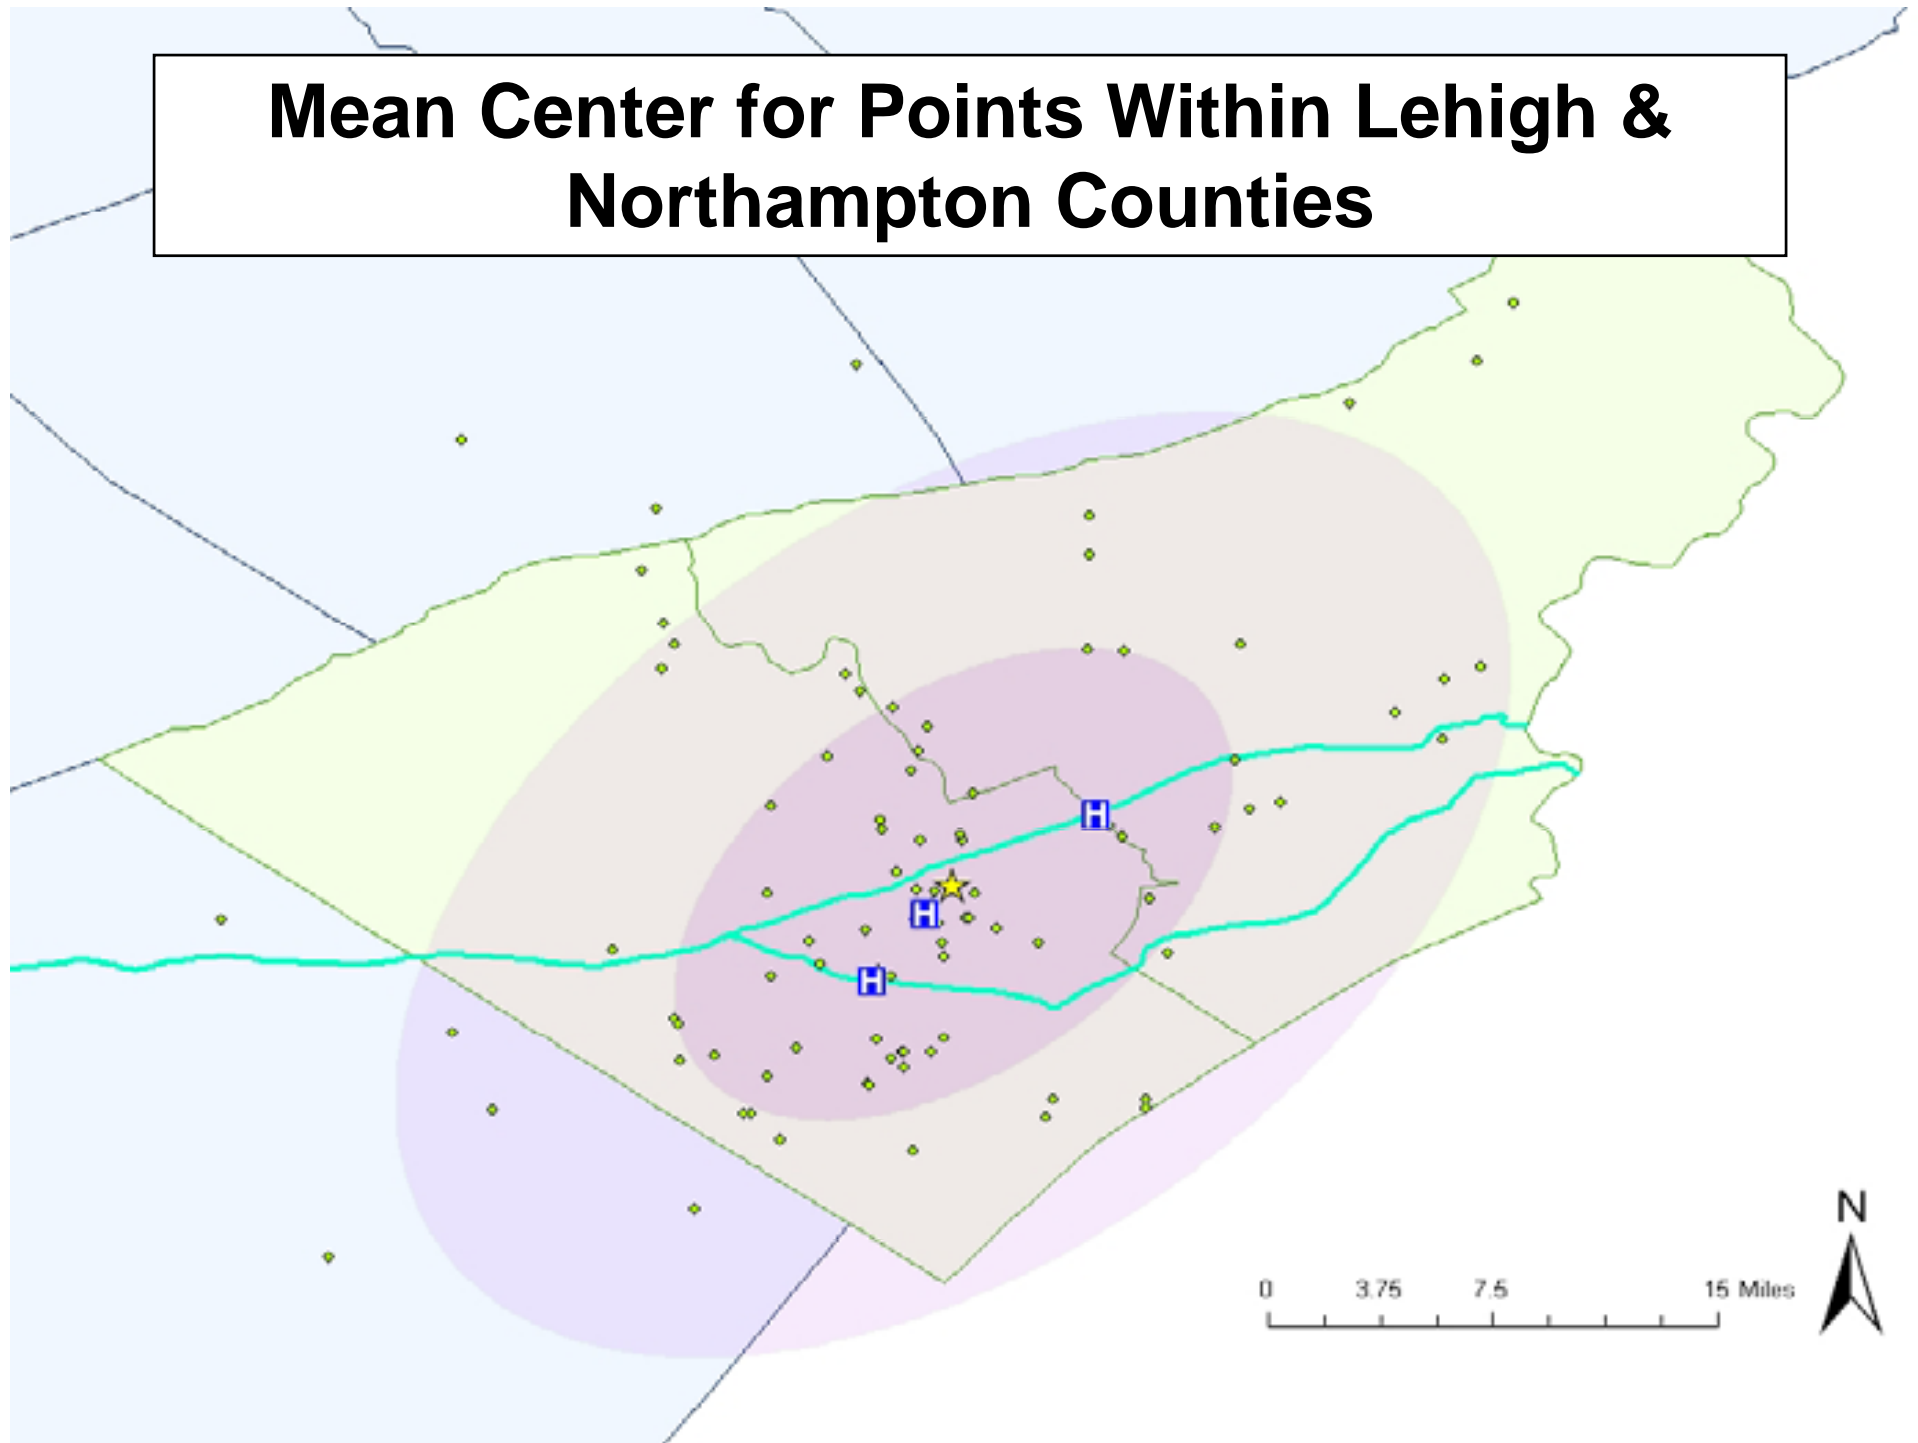 Mean Center for Points Within Lehigh &
Northampton Counties
H
H
H
N
0 3.75 7.5 15 Miles